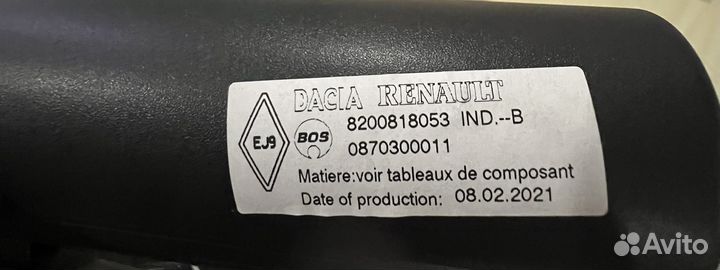 DACIA RENAULT
EJ9
BOS
8200818053 IND.--B
0870300011
Matiere:voir tableaux de composant
Date of production: 08.02.2021
Avito